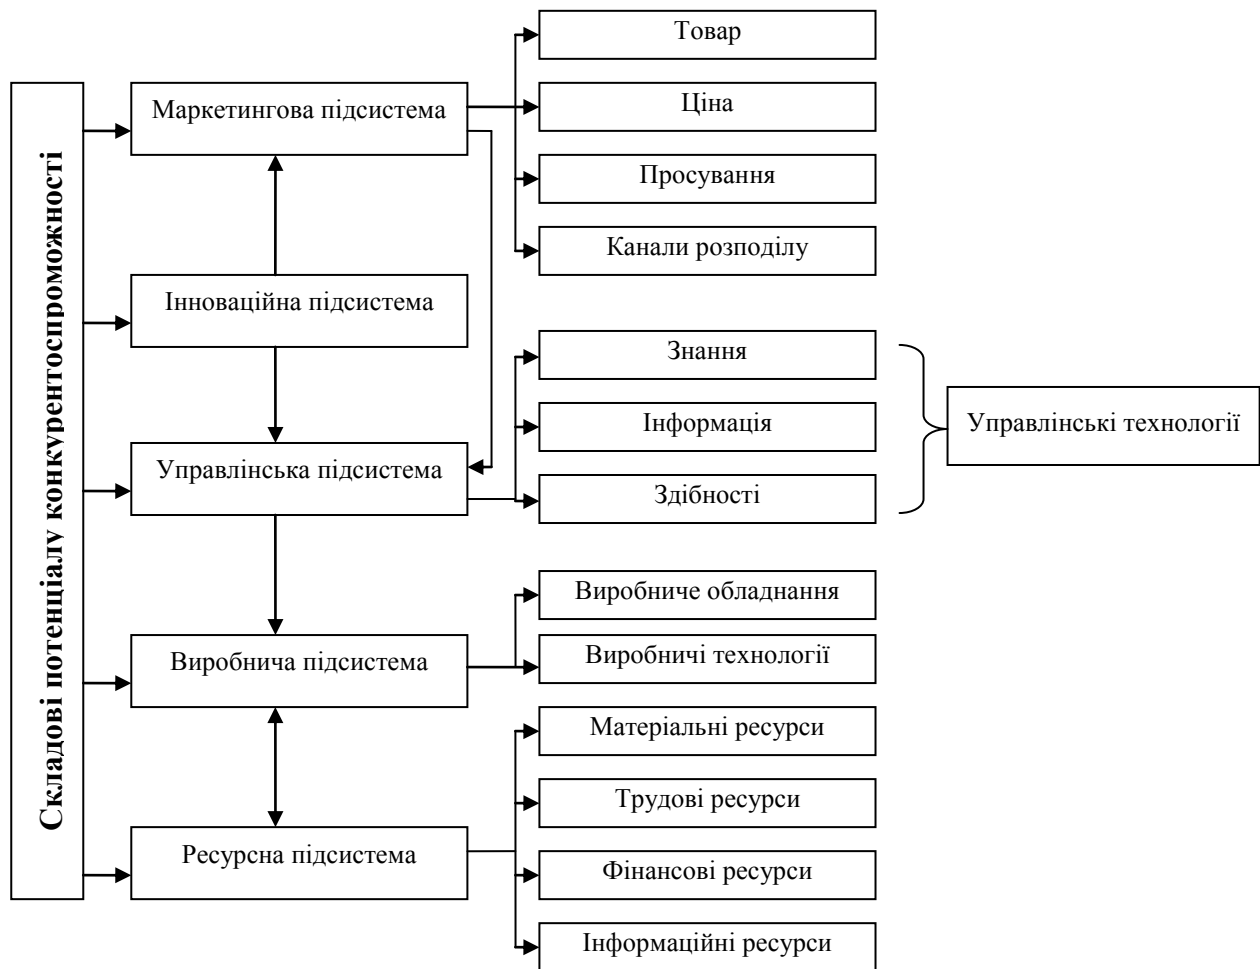 Складові потенціалу конкурентоспроможності
Маркетингова підсистема
Товар
Ціна
Просування
Канали розподілу
Інноваційна підсистема
Управлінська підсистема
Знання
Інформація
Здібності
Управлінські технології
Виробнича підсистема
Виробниче обладнання
Виробничі технології
Ресурсна підсистема
Матеріальні ресурси
Трудові ресурси
Фінансові ресурси
Інформаційні ресурси